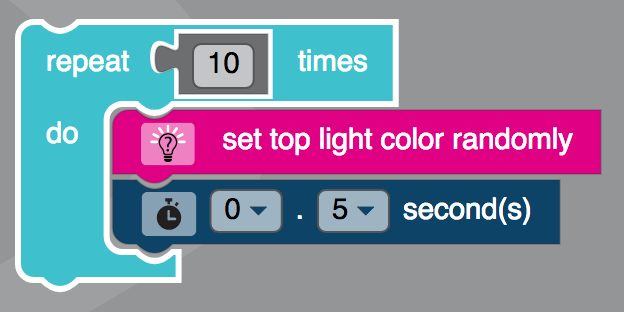 repeat 10 times
do
? set top light color randomly
0 . 5 second(s)